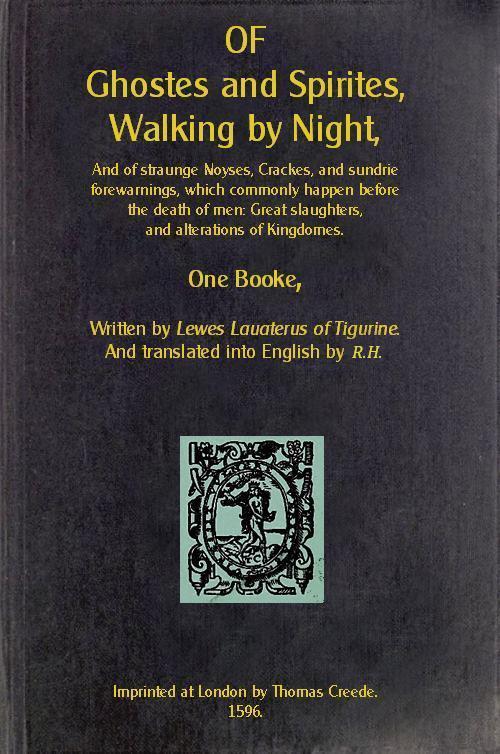 OF
Ghostes and Spirites,
Walking by Night,
And of straunge Noyses, Crackes, and sundrie
forewarnings, which commonly happen before
the death of men: Great slaughters,
and alterations of Kingdomes.
One Booke,
Written by Lewes Lauaterus of Tigurine.
And translated into English by R.H.
T C
Imprinted at London by Thomas Creede.
1596.